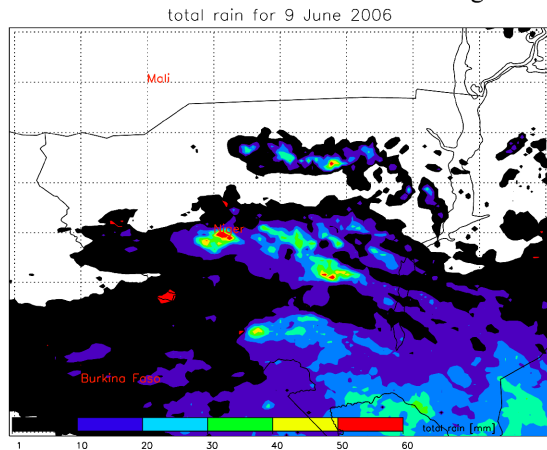 total rain for 9 June 2006
Mali
Niger
Burkina Faso
total rain [mm]
1 10 20 30 40 50 60